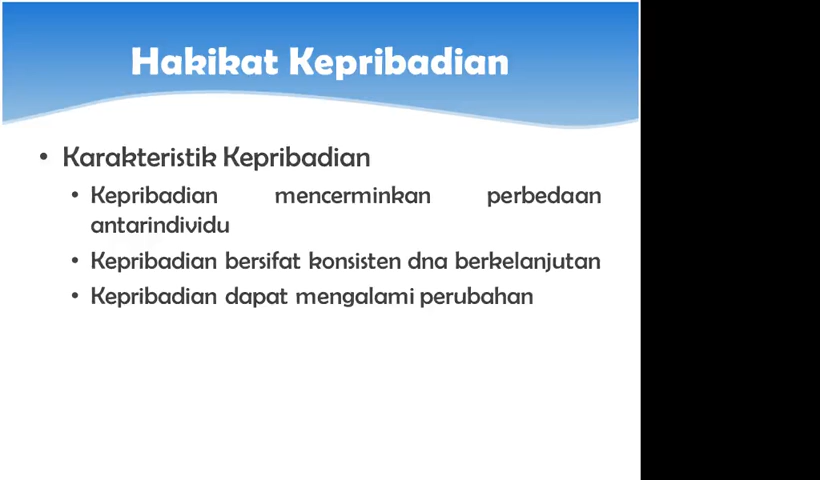 Hakikat Kepribadian
• Karakteristik Kepribadian
• Kepribadian mencerminkan perbedaan
antarindividu
• Kepribadian bersifat konsisten dna berkelanjutan
• Kepribadian dapat mengalami perubahan